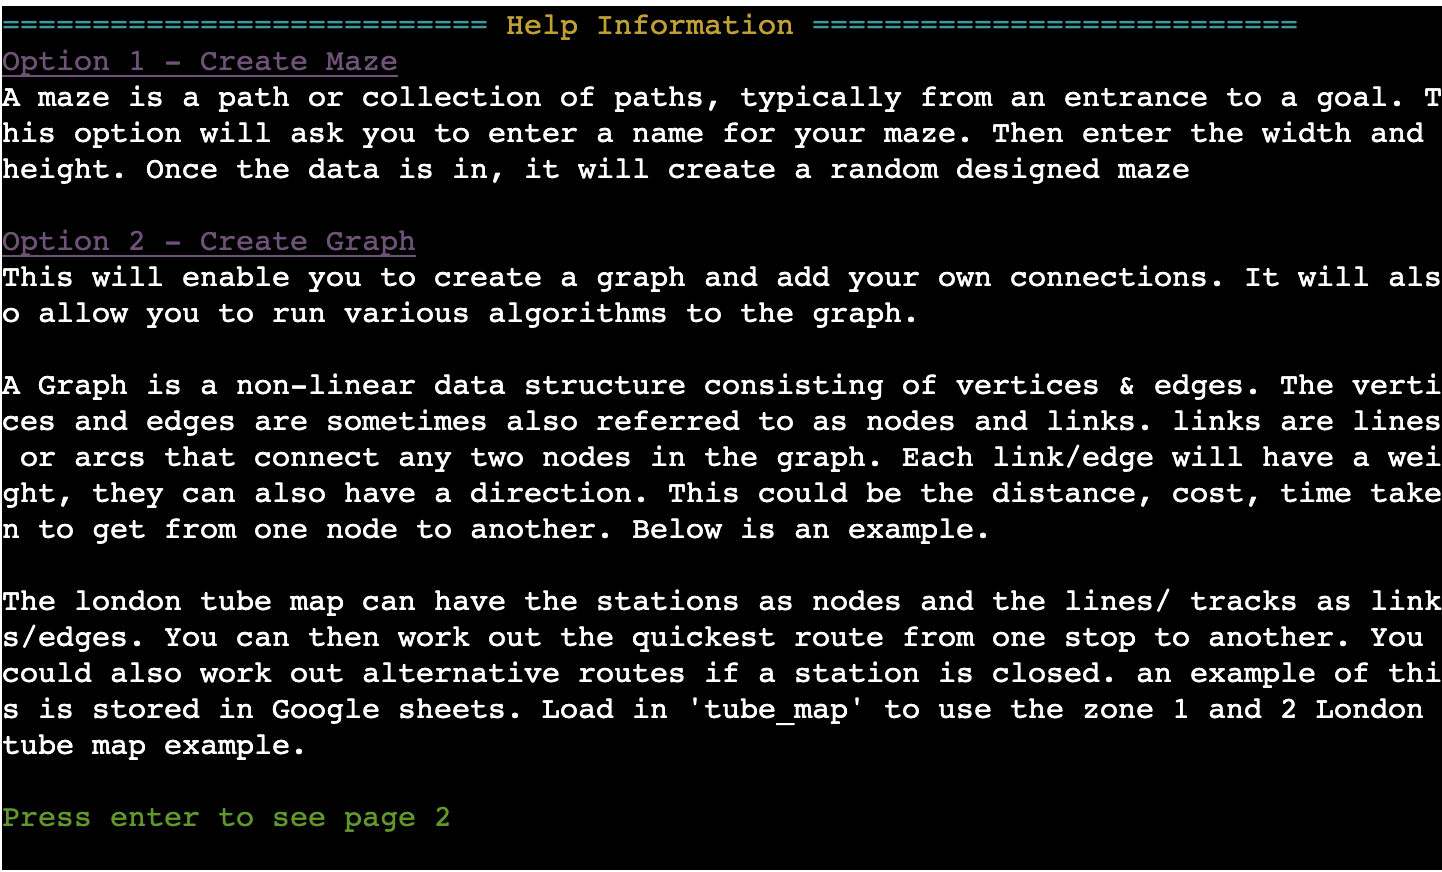 =========================== Help Information ===========================
Option 1 - Create Maze
A maze is a path or collection of paths, typically from an entrance to a goal. T
his option will ask you to enter a name for your maze. Then enter the width and
height. Once the data is in, it will create a random designed maze
Option 2 - Create Graph
This will enable you to create a graph and add your own connections. It will als
o allow you to run various algorithms to the graph.
A Graph is a non-linear data structure consisting of vertices & edges. The verti
ces and edges are sometimes also referred to as nodes and links. links are lines
 or arcs that connect any two nodes in the graph. Each link/edge will have a wei
ght, they can also have a direction. This could be the distance, cost, time take
n to get from one node to another. Below is an example.
The london tube map can have the stations as nodes and the lines/ tracks as link
s/edges. You can then work out the quickest route from one stop to another. You
could also work out alternative routes if a station is closed. an example of thi
s is stored in Google sheets. Load in 'tube_map' to use the zone 1 and 2 London
tube map example.
Press enter to see page 2